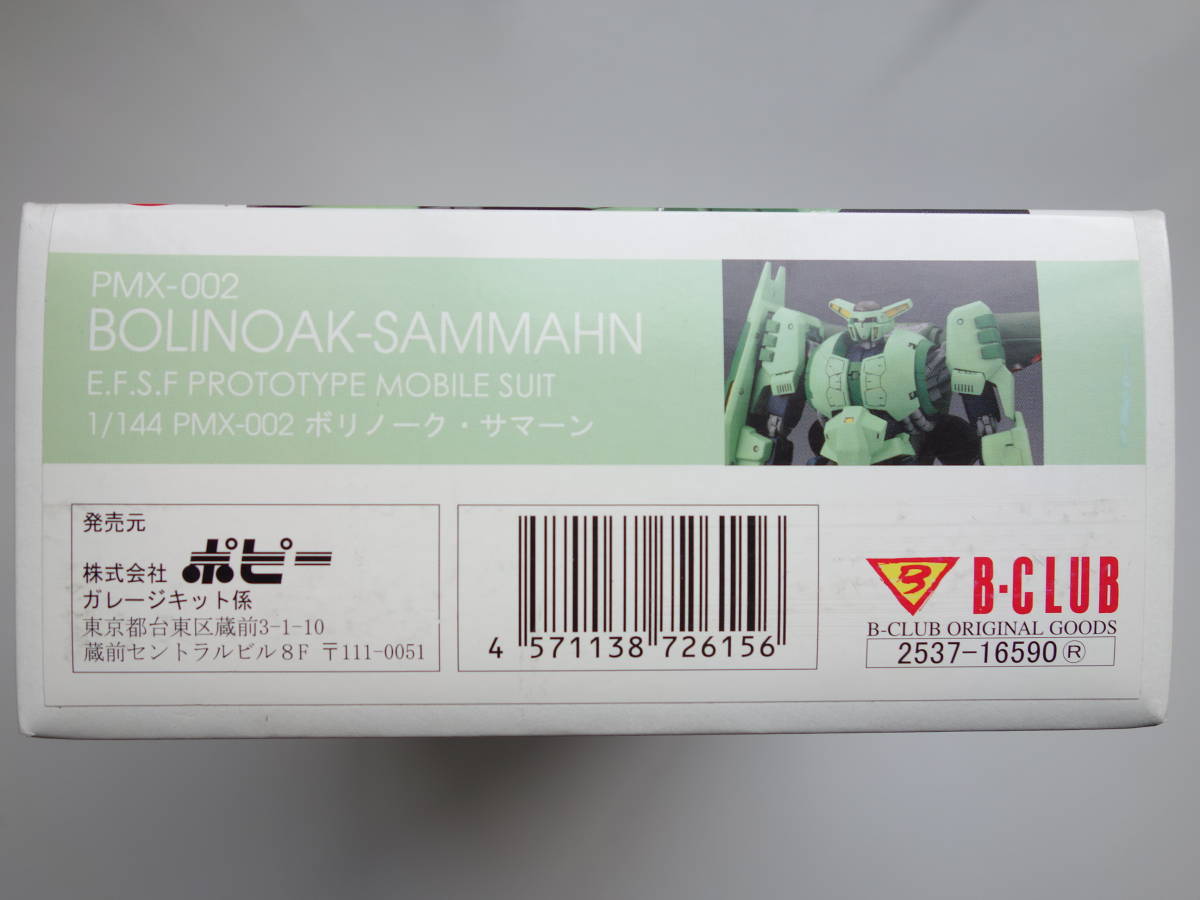 PMX-002
BOLINOAK-SAMMAHN
E.F.S.F PROTOTYPE MOBILE SUIT
1/144 PMX-002 ボリノーク・サマーン
発売元
株式会社 ポピー
ガレージキット係
東京都台東区蔵前3-1-10
蔵前セントラルビル8F 〒111-0051
4 571138 726156
B B-CLUB
B-CLUB ORIGINAL GOODS
2537-16590 Ⓡ